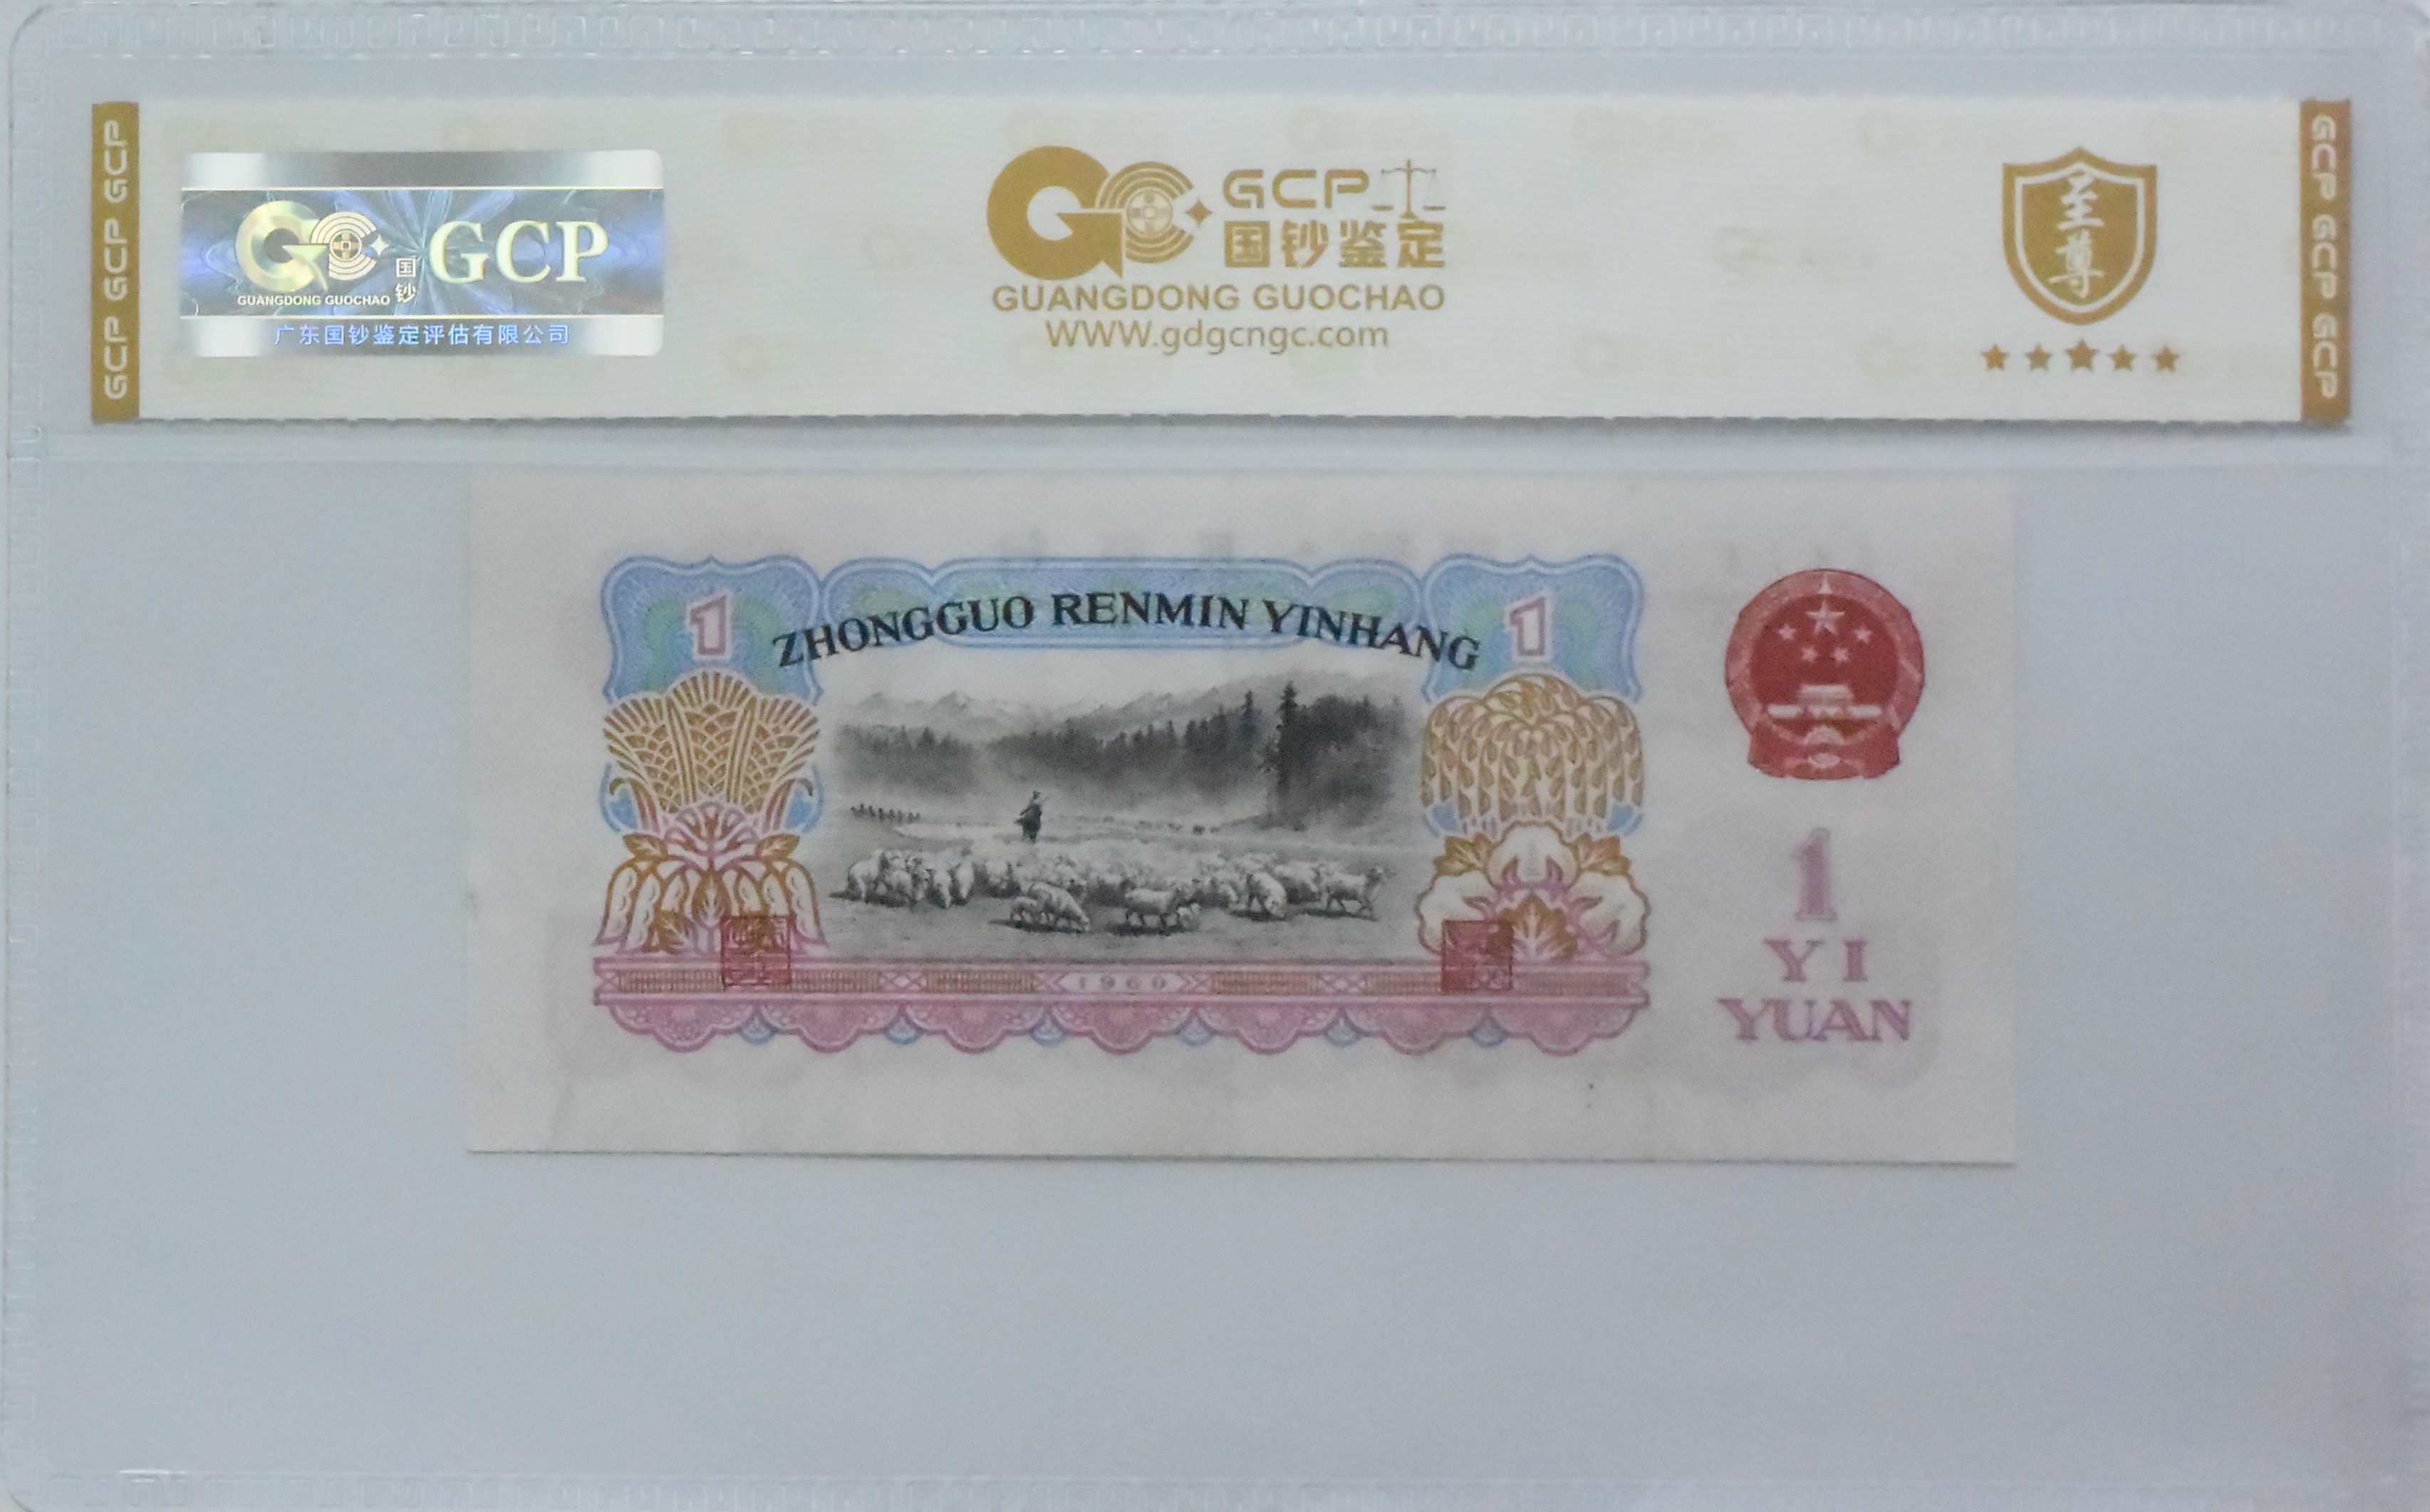 GCP GCP GCP
国钞
GCP
GUANGDONG GUOCHAO
广东国钞鉴定评估有限公司
GCP
国钞鉴定
GUANGDONG GUOCHAO
WWW.gdgcngc.com
至尊
GCP GCP GCP
1
ZHONGGUO RENMIN YINHANG
1
1
YI
YUAN
1960